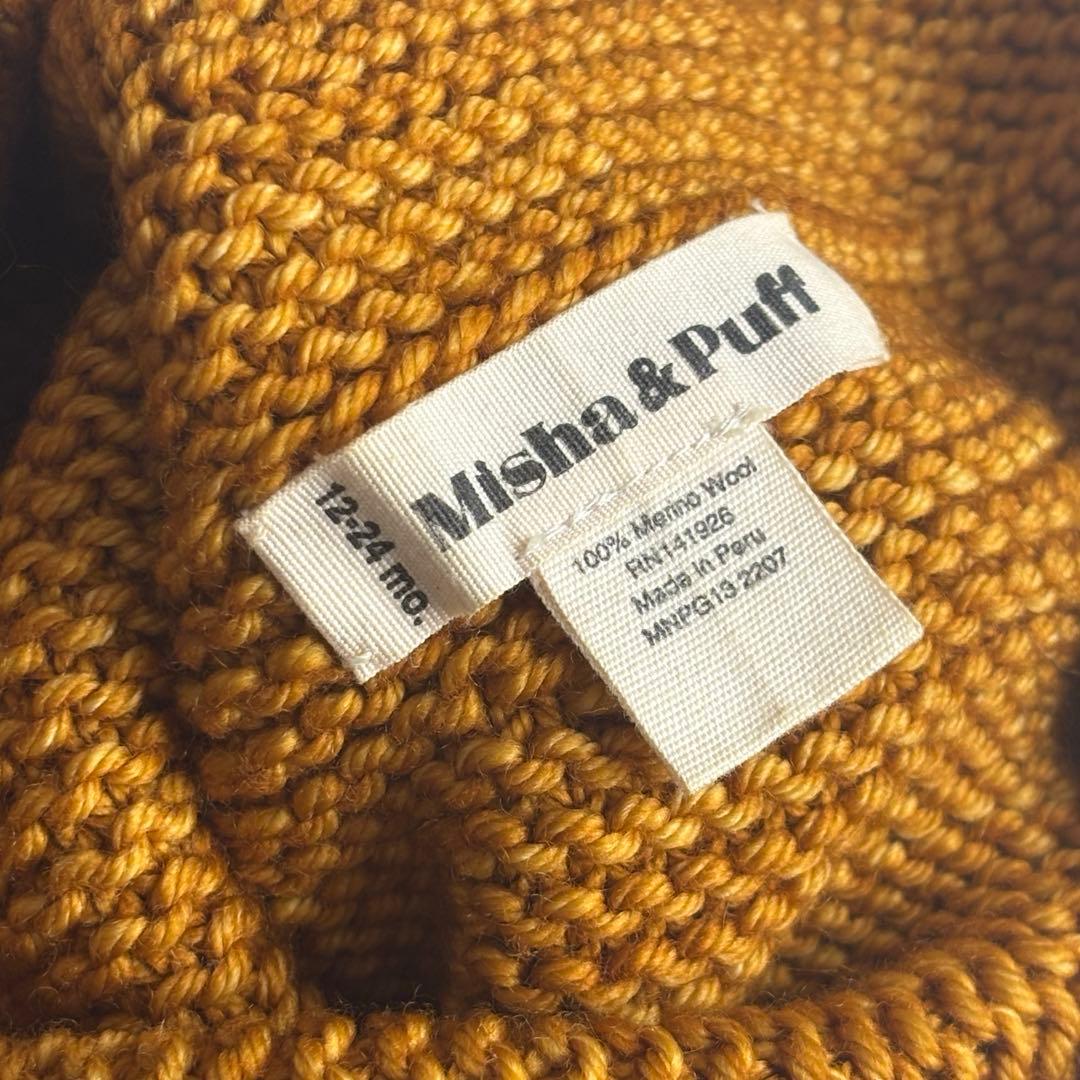 Misha & Puff
12-24 mo.
100% Merino Wool
RN141926
Made in Peru
MNPG13 2207